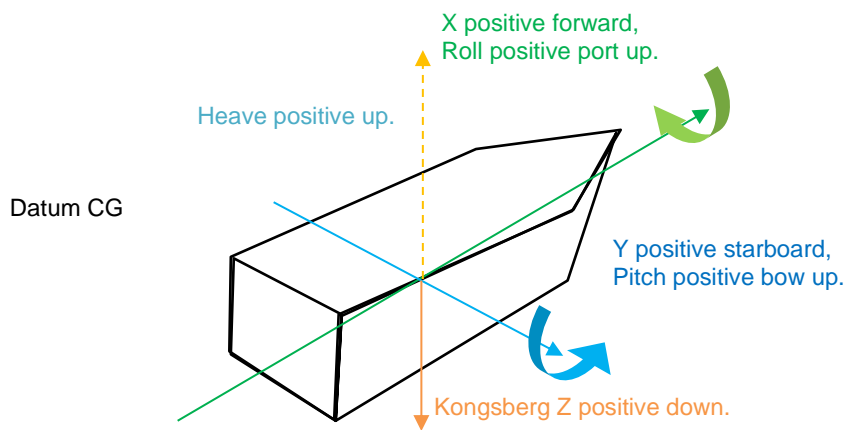 X positive forward,
Roll positive port up.
Heave positive up.
Datum CG
Y positive starboard,
Pitch positive bow up.
Kongsberg Z positive down.